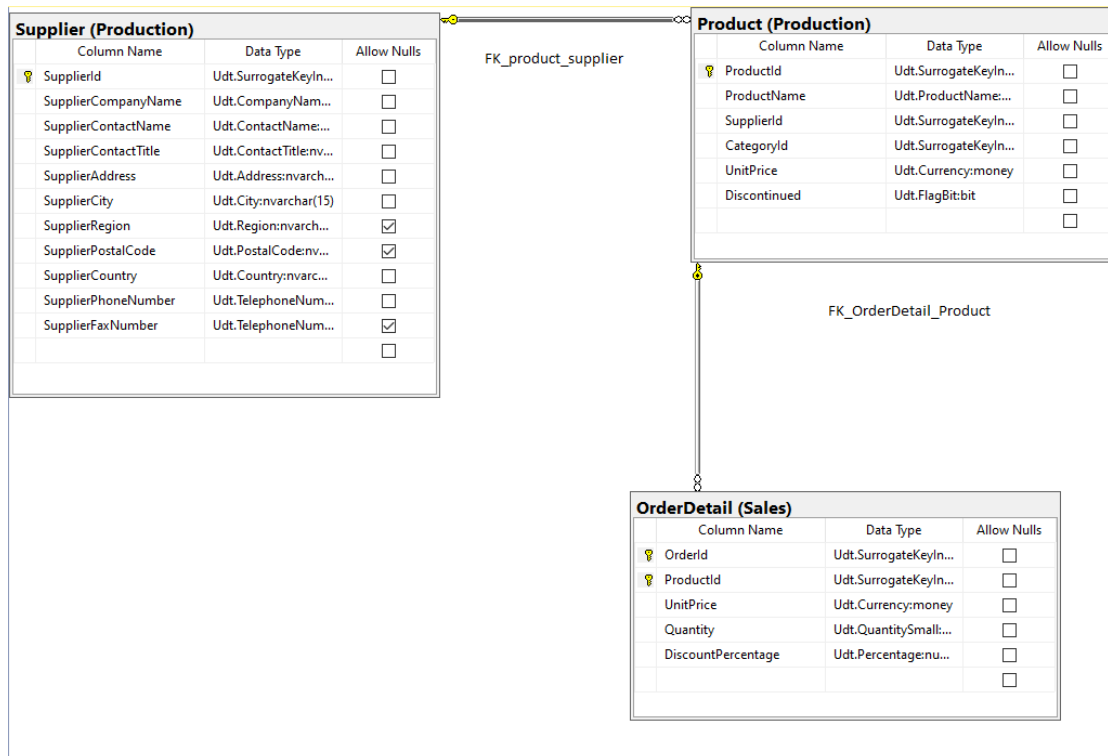 Supplier (Production)
Column Name Data Type Allow Nulls
SupplierId Udt.SurrogateKeyIn...
SupplierCompanyName Udt.CompanyNam...
SupplierContactName Udt.ContactName:...
SupplierContactTitle Udt.ContactTitle:nv...
SupplierAddress Udt.Address:nvarch...
SupplierCity Udt.City:nvarchar(15)
SupplierRegion Udt.Region:nvarch...
SupplierPostalCode Udt.PostalCode:nv...
SupplierCountry Udt.Country:nvarc...
SupplierPhoneNumber Udt.TelephoneNum...
SupplierFaxNumber Udt.TelephoneNum...
FK_product_supplier
Product (Production)
Column Name Data Type Allow Nulls
ProductId Udt.SurrogateKeyIn...
ProductName Udt.ProductName:...
SupplierId Udt.SurrogateKeyIn...
CategoryId Udt.SurrogateKeyIn...
UnitPrice Udt.Currency:money
Discontinued Udt.FlagBit:bit
FK_OrderDetail_Product
OrderDetail (Sales)
Column Name Data Type Allow Nulls
OrderId Udt.SurrogateKeyIn...
ProductId Udt.SurrogateKeyIn...
UnitPrice Udt.Currency:money
Quantity Udt.QuantitySmall:...
DiscountPercentage Udt.Percentage:nu...